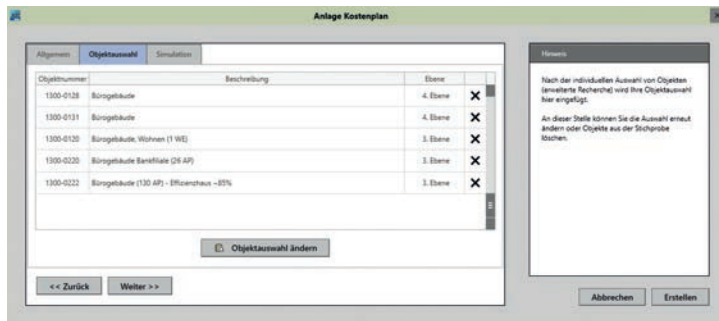 Anlage Kostenplan
Allgemein Objektauswahl Simulation
Objektnummer Beschreibung Ebene
1300-0128 Bürogebäude 4. Ebene
1300-0131 Bürogebäude 4. Ebene
1300-0120 Bürogebäude, Wohnen (1 WE) 3. Ebene
1300-0220 Bürogebäude Bankfiliale (26 AP) 3. Ebene
1300-0222 Bürogebäude (130 AP) - Effizienzhaus ~85% 3. Ebene
Objektauswahl ändern
<< Zurück Weiter >>
Hinweis
Nach der individuellen Auswahl von Objekten
(erweiterte Recherche) wird Ihre Objektauswahl
hier eingefügt.
An dieser Stelle können Sie die Auswahl erneut
ändern oder Objekte aus der Stichprobe
löschen.
Abbrechen Erstellen